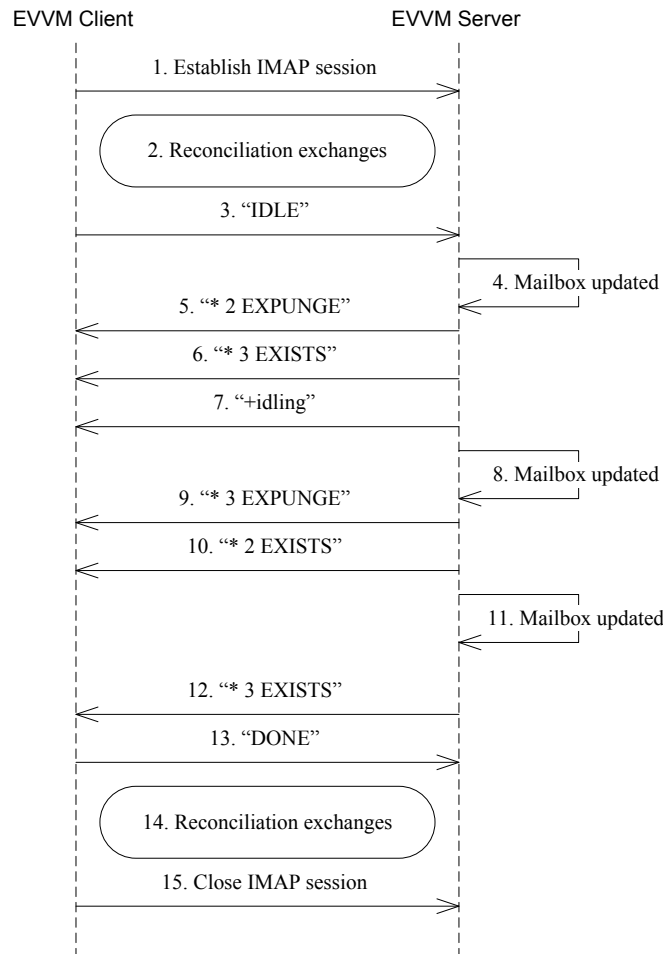 EVVM Client EVVM Server
1. Establish IMAP session
2. Reconciliation exchanges
3. “IDLE”
4. Mailbox updated
5. “* 2 EXPUNGE”
6. “* 3 EXISTS”
7. “+idling”
8. Mailbox updated
9. “* 3 EXPUNGE”
10. “* 2 EXISTS”
11. Mailbox updated
12. “* 3 EXISTS”
13. “DONE”
14. Reconciliation exchanges
15. Close IMAP session